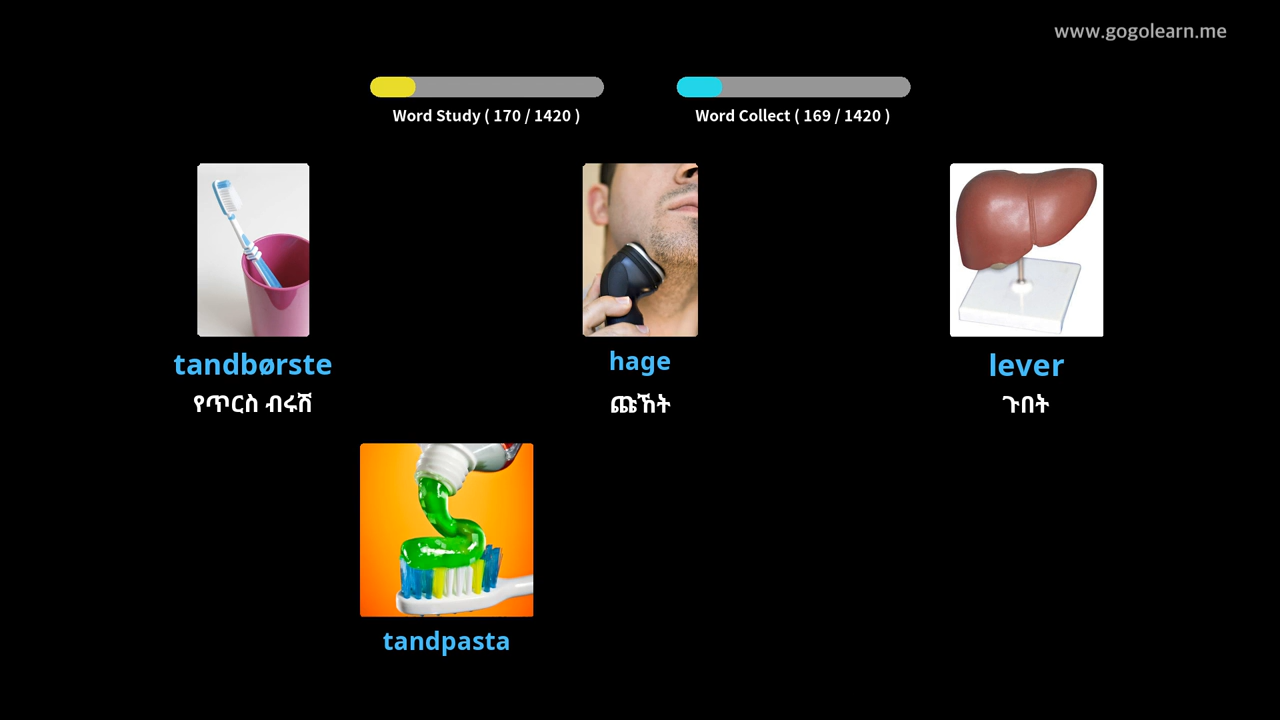 www.gogolearn.me
Word Study ( 170 / 1420 )
Word Collect ( 169 / 1420 )
tandbørste
የጥርስ ብሩሽ
hage
ጩኸት
lever
ጉበት
tandpasta